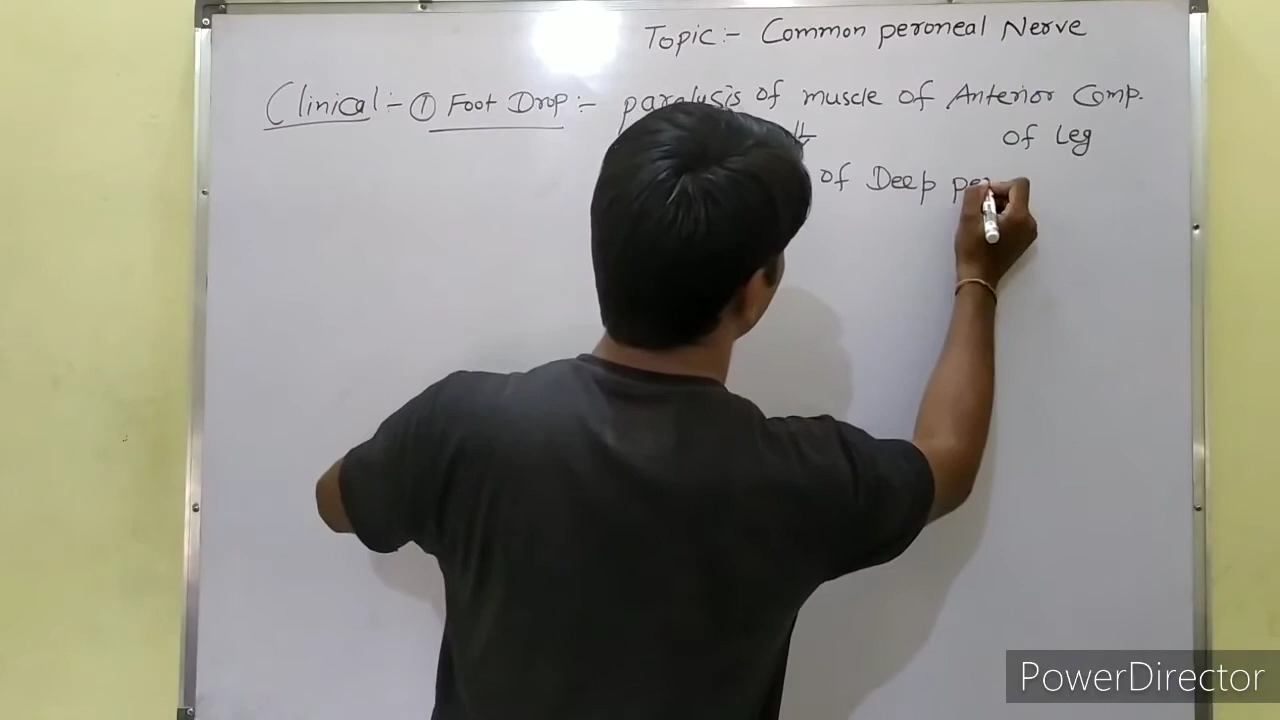 Topic:- Common peroneal Nerve
Clinical:- ① Foot Drop:- paralysis of muscle of Anterior Comp.
of Leg
of Deep per
PowerDirector